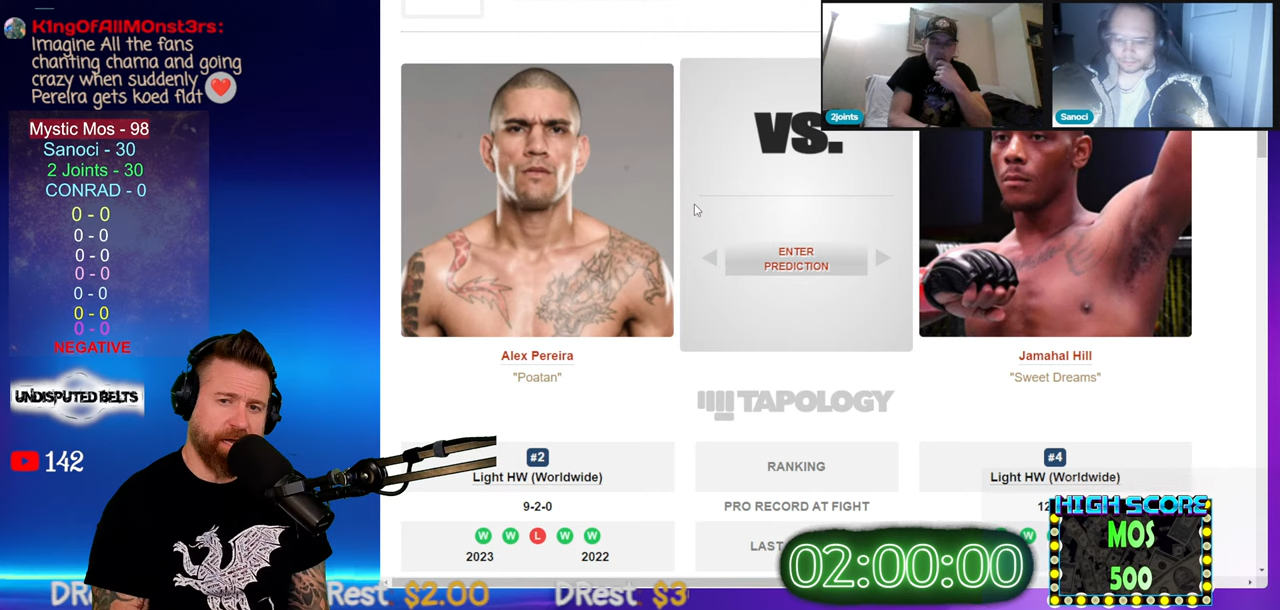 K1ngOfAllM0nst3rs:
Imagine All the fans
chanting chama and going
crazy when suddenly
Pereira gets koed flat
Mystic Mos - 98
Sanoci - 30
2 Joints - 30
CONRAD - 0
0 - 0
0 - 0
0 - 0
0 - 0
0 - 0
0 - 0
0 - 0
NEGATIVE
UNDISPUTED BELTS
142
VS.
ENTER
PREDICTION
2joints
Sanoci
Alex Pereira
"Poatan"
Jamahal Hill
"Sweet Dreams"
TAPOLOGY
#2
Light HW (Worldwide)
RANKING
#4
Light HW (Worldwide)
9-2-0
PRO RECORD AT FIGHT
12
W W L W W
LAST
W
2023
2022
02:00:00
HIGH SCORE
MOS
500
DR
Rest $2.00
DRest $3